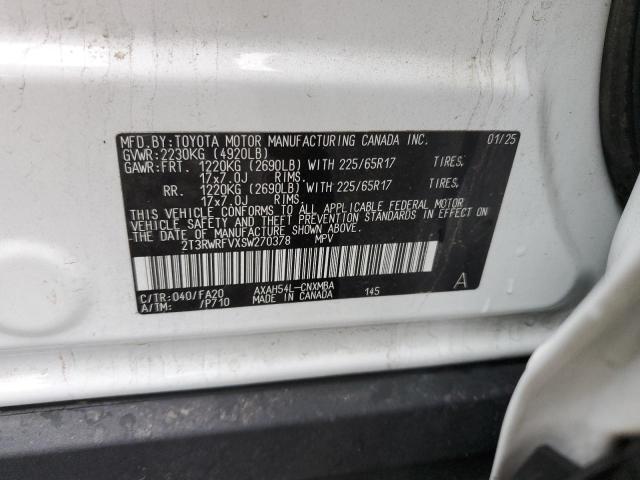 MFD.BY:TOYOTA MOTOR MANUFACTURING CANADA INC. 01/25
GVWR:2230KG (4920LB)
GAWR:FRT. 1220KG (2690LB) WITH 225/65R17 TIRES,
17x7.0J RIMS.
RR. 1220KG (2690LB) WITH 225/65R17 TIRES,
17x7.0J RIMS.
THIS VEHICLE CONFORMS TO ALL APPLICABLE FEDERAL MOTOR
VEHICLE SAFETY AND THEFT PREVENTION STANDARDS IN EFFECT ON
THE DATE OF MANUFACTURE SHOWN ABOVE.
2T3RWRFVXSW270378 MPV
C/TR:040/FA20 AXAH54L-CNXMBA 145 A
A/TM: /P710 MADE IN CANADA